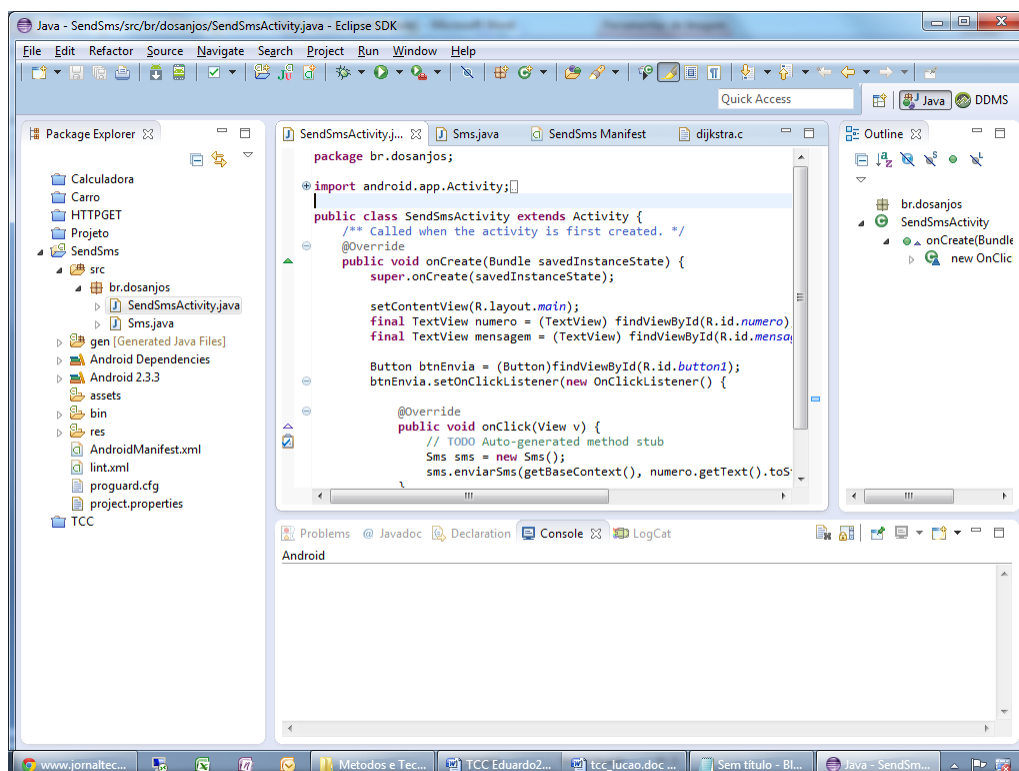 Java - SendSms/src/br/dosanjos/SendSmsActivity.java - Eclipse SDK
File Edit Refactor Source Navigate Search Project Run Window Help
Quick Access
Java
DDMS
Package Explorer
Calculadora
Carro
HTTPGET
Projeto
SendSms
src
br.dosanjos
SendSmsActivity.java
Sms.java
gen [Generated Java Files]
Android Dependencies
Android 2.3.3
assets
bin
res
AndroidManifest.xml
lint.xml
proguard.cfg
project.properties
TCC
SendSmsActivity.j... Sms.java SendSms Manifest dijkstra.c
package br.dosanjos;
import android.app.Activity;
public class SendSmsActivity extends Activity {
/** Called when the activity is first created. */
@Override
public void onCreate(Bundle savedInstanceState) {
super.onCreate(savedInstanceState);
setContentView(R.layout.main);
final TextView numero = (TextView) findViewById(R.id.numero)
final TextView mensagem = (TextView) findViewById(R.id.mensa
Button btnEnvia = (Button)findViewById(R.id.button1);
btnEnvia.setOnClickListener(new OnClickListener() {
@Override
public void onClick(View v) {
// TODO Auto-generated method stub
Sms sms = new Sms();
sms.enviarSms(getBaseContext(), numero.getText().toS
}
Outline
br.dosanjos
SendSmsActivity
onCreate(Bundle
new OnClic
Problems @ Javadoc Declaration Console LogCat
Android
www.jornaltec...
Metodos e Tec...
TCC Eduardo2...
tcc_lucao.doc ...
Sem título - Bl...
Java - SendSm...